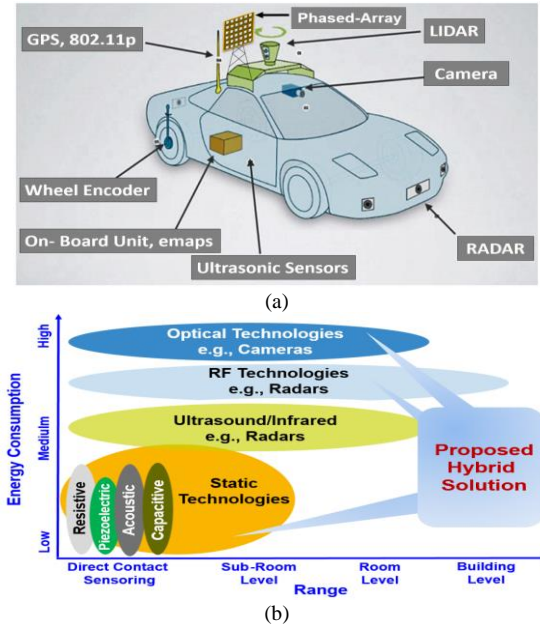 Phased-Array
GPS, 802.11p
LIDAR
Camera
Wheel Encoder
On- Board Unit, emaps
Ultrasonic Sensors
RADAR
(a)
High
Optical Technologies
e.g., Cameras
RF Technologies
e.g., Radars
Mediulm
Ultrasound/Infrared
e.g., Radars
Energy Consumption
Proposed
Hybrid
Solution
Static
Technologies
Resistive
Piezoelectric
Acoustic
Capacitive
Low
Direct Contact
Sensoring
Sub-Room
Level
Room
Level
Building
Level
Range
(b)